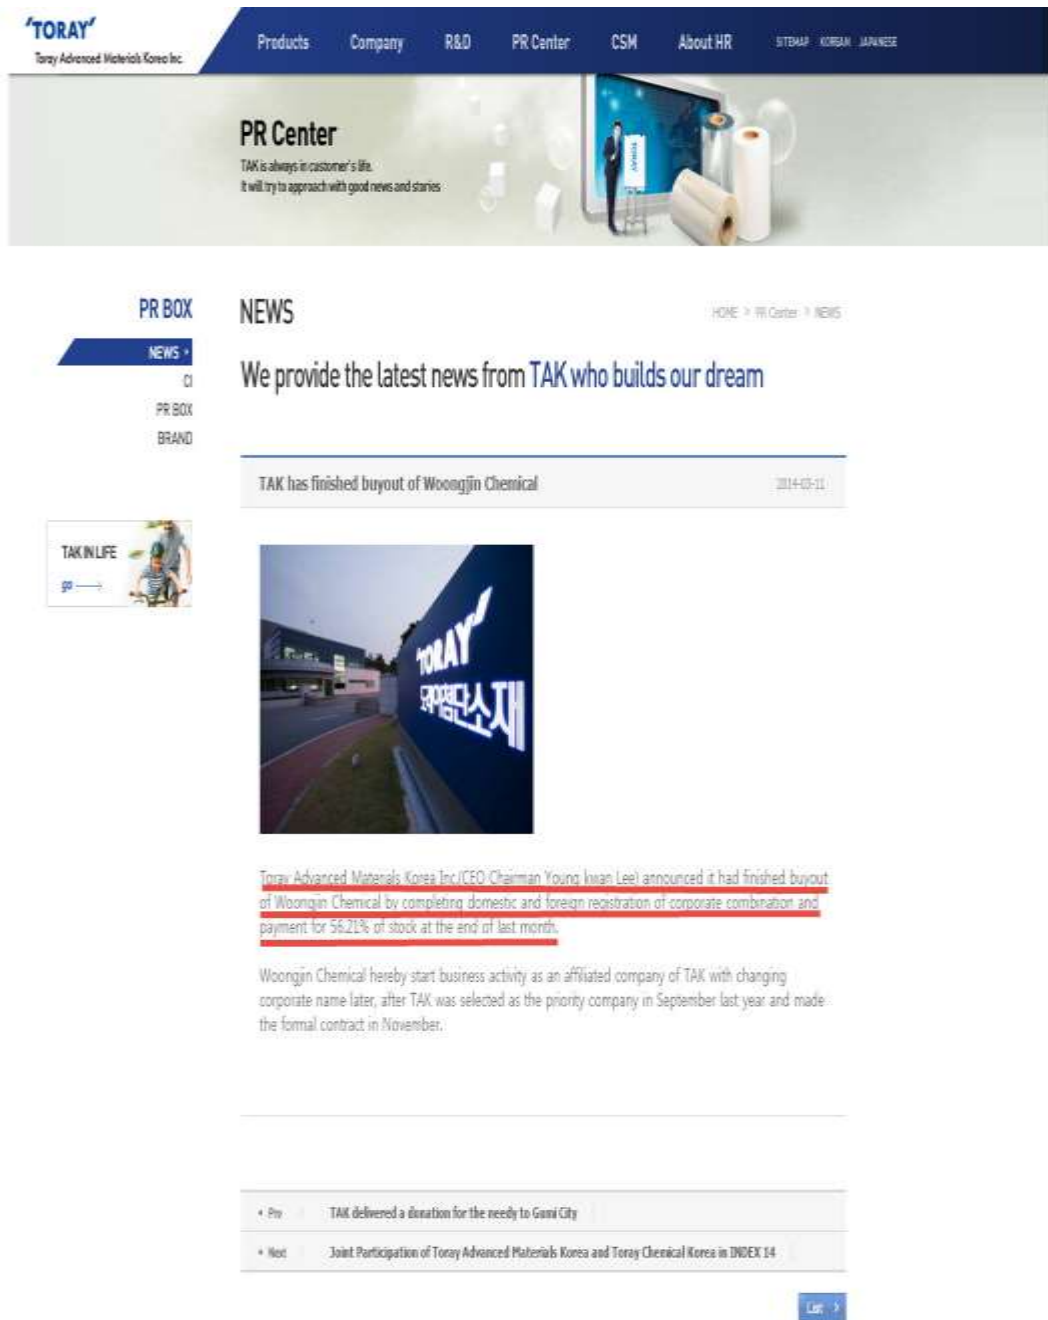 'TORAY'
Toray Advanced Materials Korea Inc.
Products Company R&D PR Center CSM About HR SITEMAP KOREAN JAPANESE
PR Center
TAK is always in customer's life.
It will try to approach with good news and stories
TORAY
PR BOX
NEWS
CI
PR BOX
BRAND
TAK IN LIFE
go
NEWS
HOME > PR Center > NEWS
We provide the latest news from TAK who builds our dream
TAK has finished buyout of Woongjin Chemical 2014-03-11
'TORAY'
도레이첨단소재
Toray Advanced Materials Korea Inc.(CEO Chairman Young kwan Lee) announced it had finished buyout
of Woongjin Chemical by completing domestic and foreign registration of corporate combination and
payment for 56.21% of stock at the end of last month.
Woongjin Chemical hereby start business activity as an affiliated company of TAK with changing
corporate name later, after TAK was selected as the priority company in September last year and made
the formal contract in November.
Pre TAK delivered a donation for the needy to Gumi City
Next Joint Participation of Toray Advanced Materials Korea and Toray Chemical Korea in INDEX 14
List >